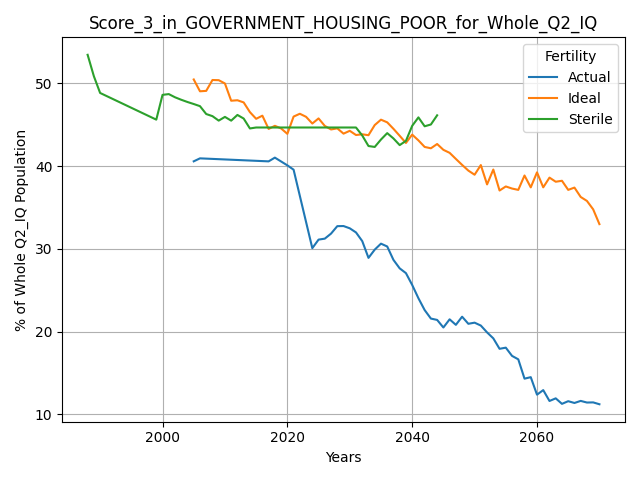 Score_3_in_GOVERNMENT_HOUSING_POOR_for_Whole_Q2_IQ
Fertility
Actual
Ideal
Sterile
% of Whole Q2_IQ Population
50
40
30
20
10
2000
2020
2040
2060
Years